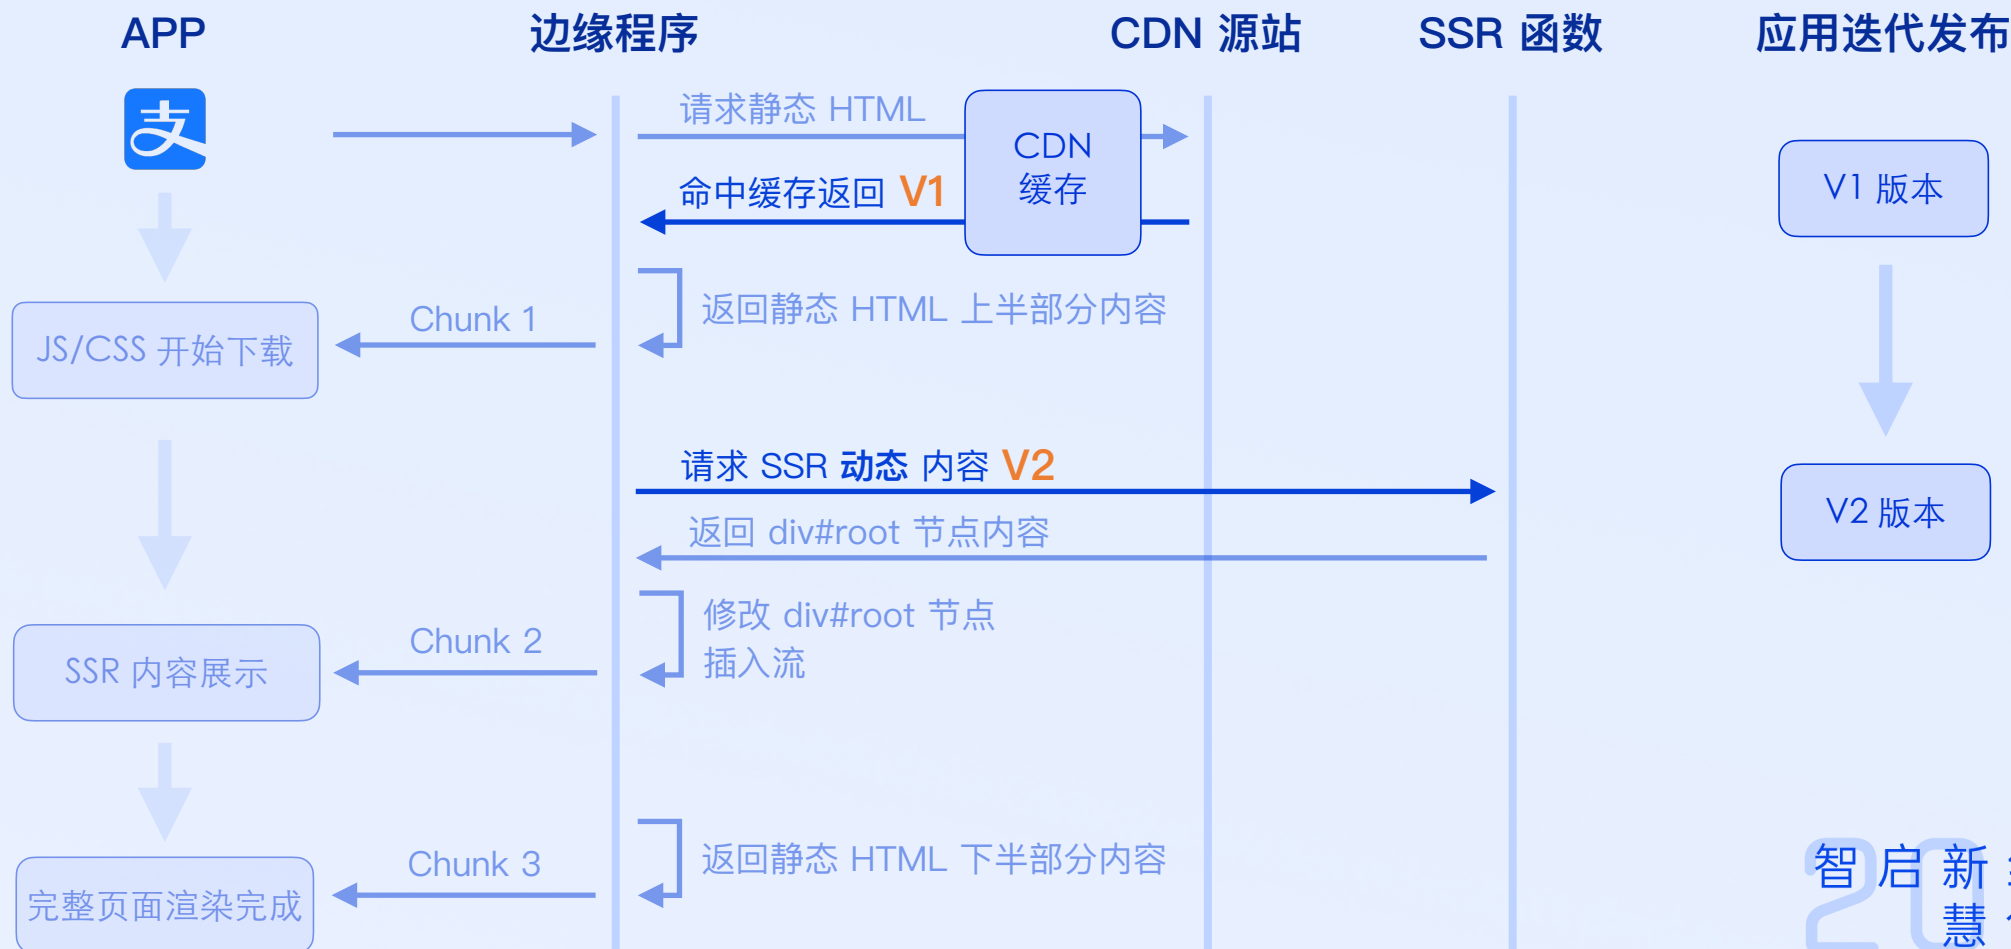 APP
边缘程序
CDN 源站
SSR 函数
应用迭代发布
支
请求静态 HTML
CDN
缓存
命中缓存返回 V1
V1 版本
返回静态 HTML 上半部分内容
Chunk 1
JS/CSS 开始下载
请求 SSR 动态 内容 V2
返回 div#root 节点内容
V2 版本
修改 div#root 节点
插入流
Chunk 2
SSR 内容展示
返回静态 HTML 下半部分内容
Chunk 3
完整页面渲染完成
20
智启新
慧